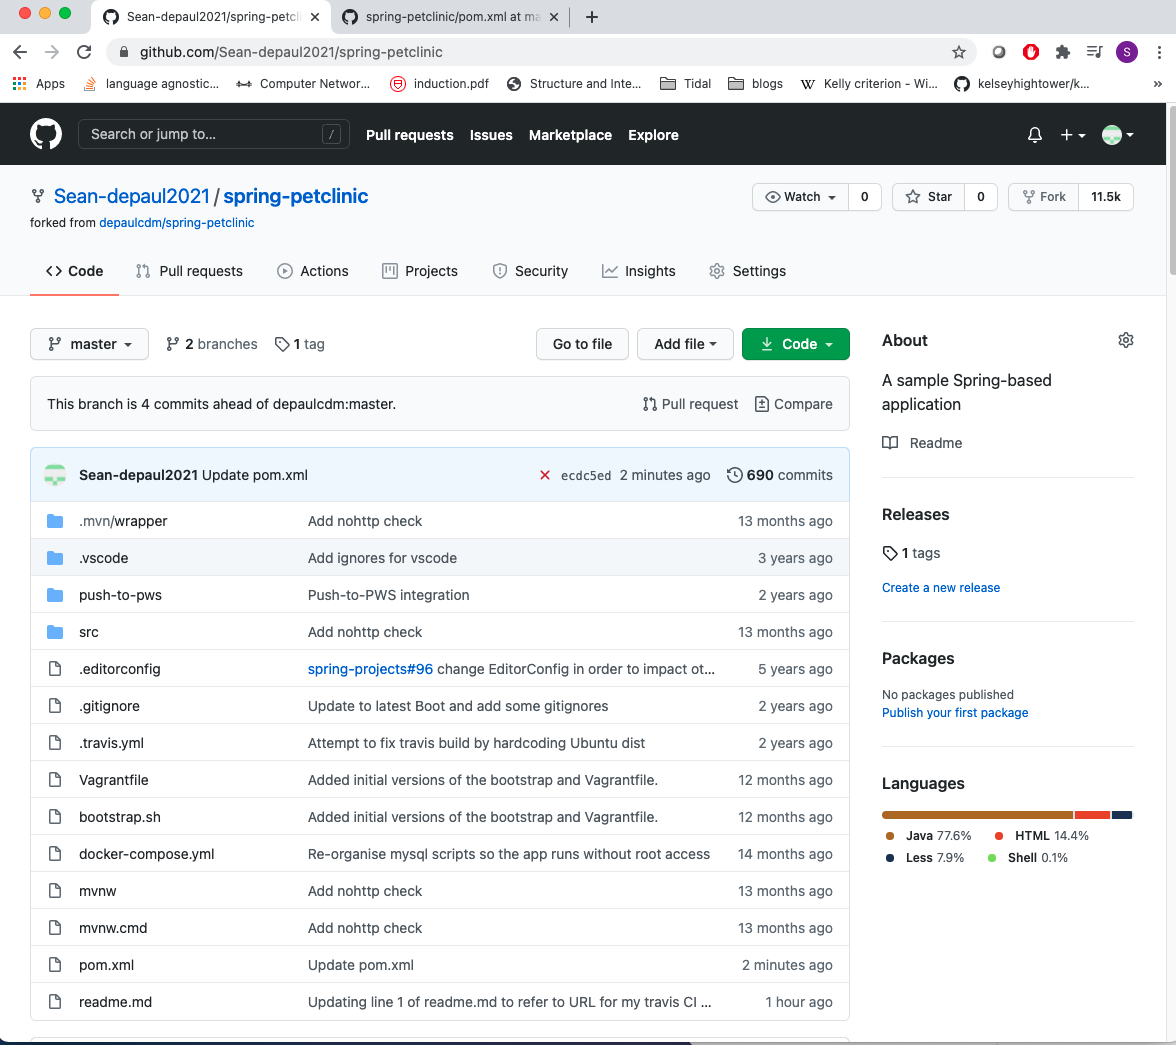 Sean-depaul2021/spring-petcli
spring-petclinic/pom.xml at ma
github.com/Sean-depaul2021/spring-petclinic
S
Apps
language agnostic...
Computer Networ...
induction.pdf
Structure and Inte...
Tidal
blogs
Kelly criterion - Wi...
kelseyhightower/k...
Search or jump to...
/
Pull requests
Issues
Marketplace
Explore
Sean-depaul2021 / spring-petclinic
Watch 0
Star 0
Fork 11.5k
forked from depaulcdm/spring-petclinic
Code
Pull requests
Actions
Projects
Security
Insights
Settings
master
2 branches
1 tag
Go to file
Add file
Code
This branch is 4 commits ahead of depaulcdm:master.
Pull request
Compare
Sean-depaul2021 Update pom.xml
ecdc5ed 2 minutes ago
690 commits
.mvn/wrapper Add nohttp check 13 months ago
.vscode Add ignores for vscode 3 years ago
push-to-pws Push-to-PWS integration 2 years ago
src Add nohttp check 13 months ago
.editorconfig spring-projects#96 change EditorConfig in order to impact ot... 5 years ago
.gitignore Update to latest Boot and add some gitignores 2 years ago
.travis.yml Attempt to fix travis build by hardcoding Ubuntu dist 2 years ago
Vagrantfile Added initial versions of the bootstrap and Vagrantfile. 12 months ago
bootstrap.sh Added initial versions of the bootstrap and Vagrantfile. 12 months ago
docker-compose.yml Re-organise mysql scripts so the app runs without root access 14 months ago
mvnw Add nohttp check 13 months ago
mvnw.cmd Add nohttp check 13 months ago
pom.xml Update pom.xml 2 minutes ago
readme.md Updating line 1 of readme.md to refer to URL for my travis CI ... 1 hour ago
About
A sample Spring-based
application
Readme
Releases
1 tags
Create a new release
Packages
No packages published
Publish your first package
Languages
Java 77.6%
HTML 14.4%
Less 7.9%
Shell 0.1%